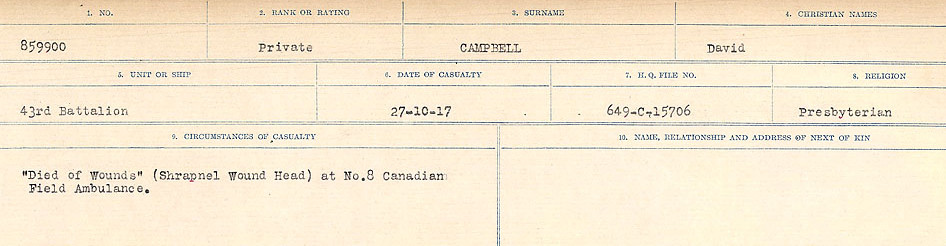 1. NO. 2. RANK OR RATING 3. SURNAME 4. CHRISTIAN NAMES
859900 Private CAMPBELL David
5. UNIT OR SHIP 6. DATE OF CASUALTY 7. H.Q. FILE NO. 8. RELIGION
43rd Battalion 27-10-17 649-C-15706 Presbyterian
9. CIRCUMSTANCES OF CASUALTY 10. NAME, RELATIONSHIP AND ADDRESS OF NEXT OF KIN
"Died of Wounds" (Shrapnel Wound Head) at No.8 Canadian
Field Ambulance.